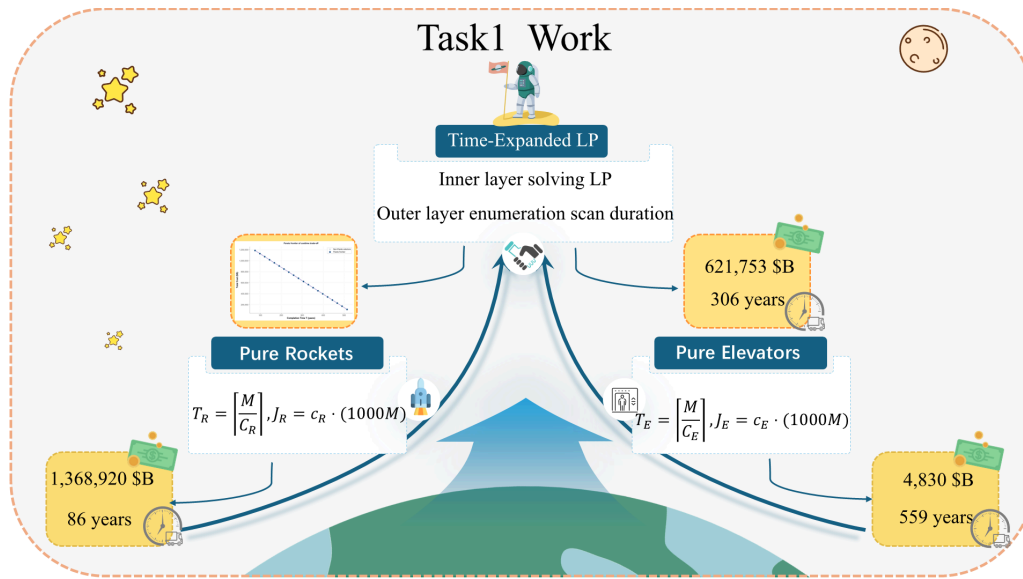 Task1 Work
Time-Expanded LP
Inner layer solving LP
Outer layer enumeration scan duration
621,753 $B
306 years
Pure Rockets
T_R = ⌈M/C_R⌉, J_R = c_R · (1000M)
Pure Elevators
T_E = ⌈M/C_E⌉, J_E = c_E · (1000M)
1,368,920 $B
86 years
4,830 $B
559 years